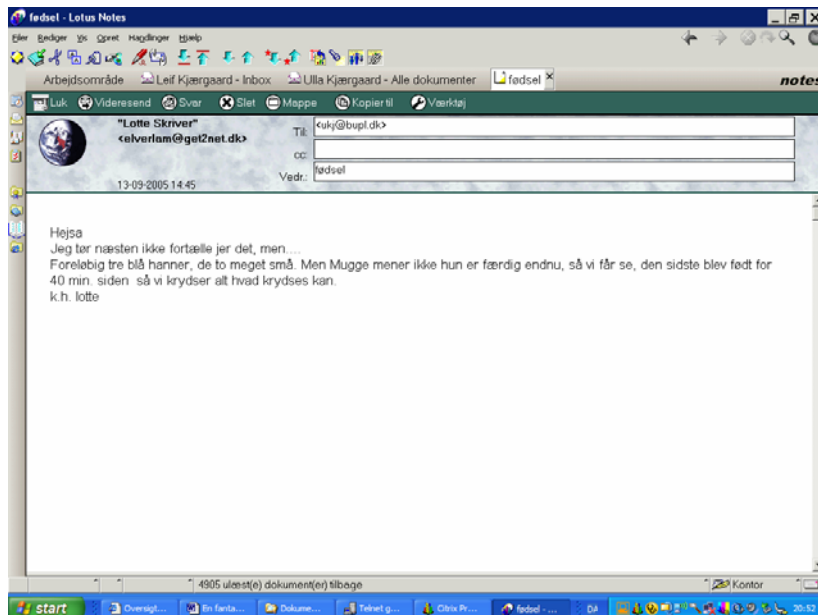 fødsel - Lotus Notes
Filer Rediger Vis Opret Handlinger Hjælp
Arbejdsområde Leif Kjærgaard - Inbox Ulla Kjærgaard - Alle dokumenter fødsel
notes
Luk Videresend Svar Slet Mappe Kopier til Værktøj
"Lotte Skriver"
<elverlam@get2net.dk>
13-09-2005 14:45
Til: <ukj@bupl.dk>
cc:
Vedr.: fødsel
Hejsa
Jeg tør næsten ikke fortælle jer det, men....
Foreløbig tre blå hanner, de to meget små. Men Mugge mener ikke hun er færdig endnu, så vi får se, den sidste blev født for
40 min. siden så vi krydser alt hvad krydses kan.
k.h. lotte
4905 ulæst(e) dokument(er) tilbage
Kontor
start Oversigt... En fanta... Dokume... Telnet g... Citrix Pr... fødsel - ... DA 20:52